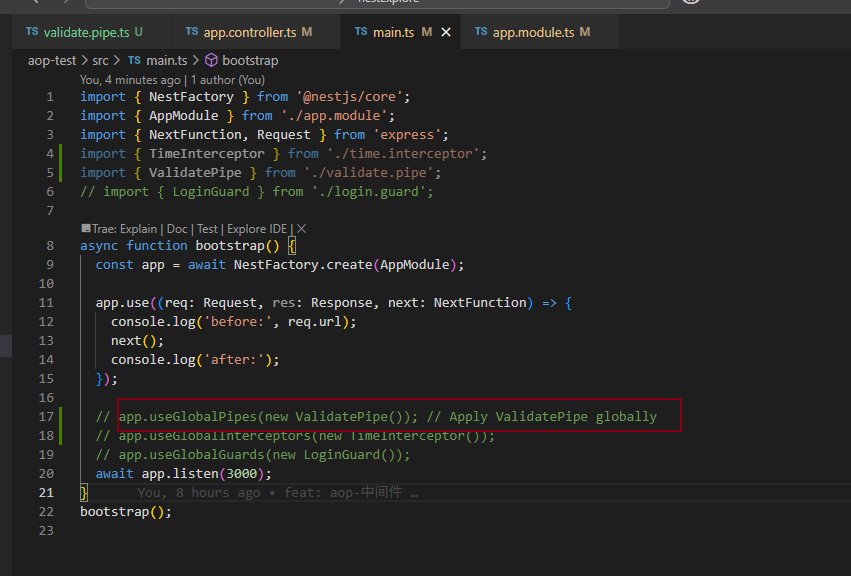 TS validate.pipe.ts U TS app.controller.ts M TS main.ts M TS app.module.ts M
aop-test > src > TS main.ts > bootstrap
You, 4 minutes ago | 1 author (You)
1 import { NestFactory } from '@nestjs/core';
2 import { AppModule } from './app.module';
3 import { NextFunction, Request } from 'express';
4 import { TimeInterceptor } from './time.interceptor';
5 import { ValidatePipe } from './validate.pipe';
6 // import { LoginGuard } from './login.guard';
7
Trae: Explain | Doc | Test | Explore IDE | X
8 async function bootstrap() {
9 const app = await NestFactory.create(AppModule);
10
11 app.use((req: Request, res: Response, next: NextFunction) => {
12 console.log('before:', req.url);
13 next();
14 console.log('after:');
15 });
16
17 // app.useGlobalPipes(new ValidatePipe()); // Apply ValidatePipe globally
18 // app.useGlobalInterceptors(new TimeInterceptor());
19 // app.useGlobalGuards(new LoginGuard());
20 await app.listen(3000);
21 } You, 8 hours ago • feat: aop-中间件 …
22 bootstrap();
23